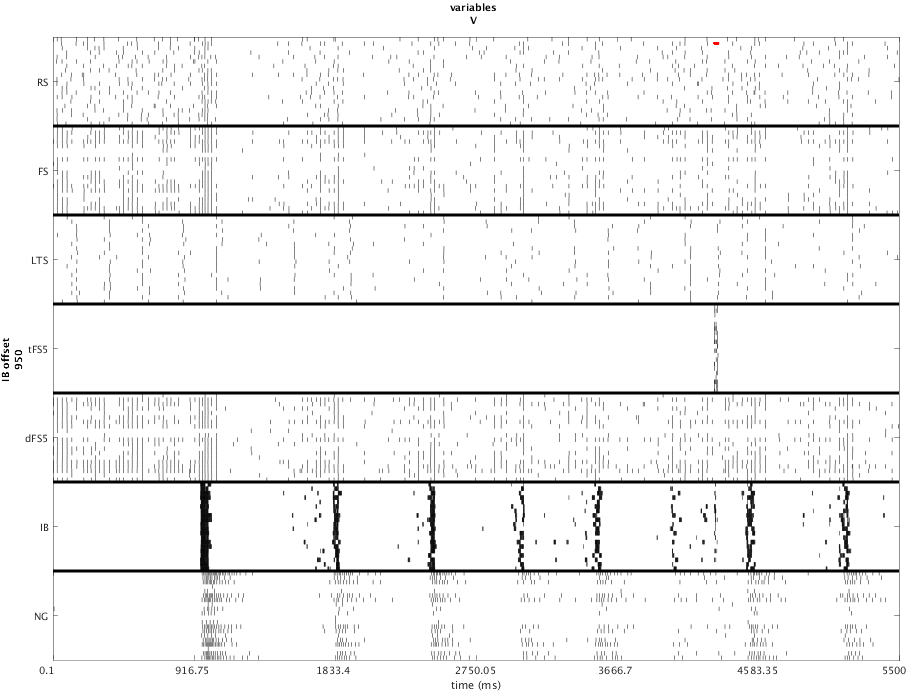 variables
V
RS
FS
LTS
tFS5
dFS5
IB
NG
IB offset
950
0.1 916.75 1833.4 2750.05 3666.7 4583.35 5500
time (ms)